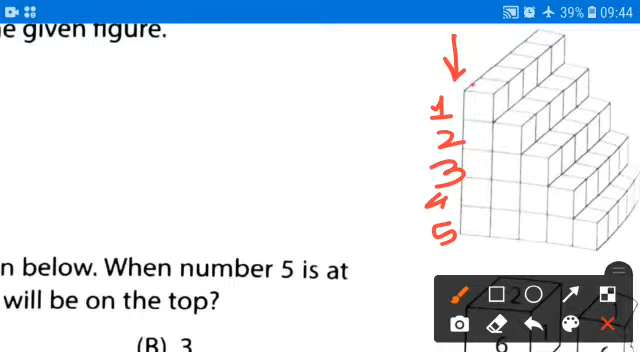 39% 09:44
e given figure.
1
2
3
4
5
n below. When number 5 is at
will be on the top?
(B) 3
2
6